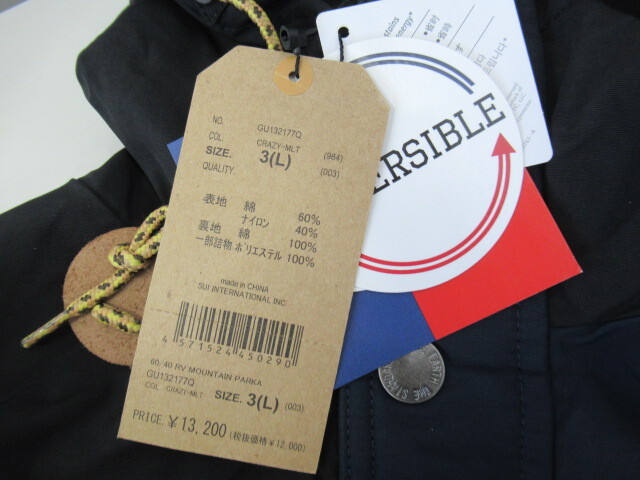 NO. GU132177Q
COL. CRAZY-MLT (984)
SIZE. 3(L) (003)
QUALITY.
表地 綿 60%
ナイロン 40%
裏地 綿 100%
一部詰物 ポリエステル 100%
made in CHINA
SUI INTERNATIONAL INC
4 571524 450290
60/40 RV MOUNTAIN PARKA
GU132177Q
COL. CRAZY-MLT SIZE. 3(L) (003)
PRICE. ¥13,200 (税抜価格¥12,000)
ERSIBLE